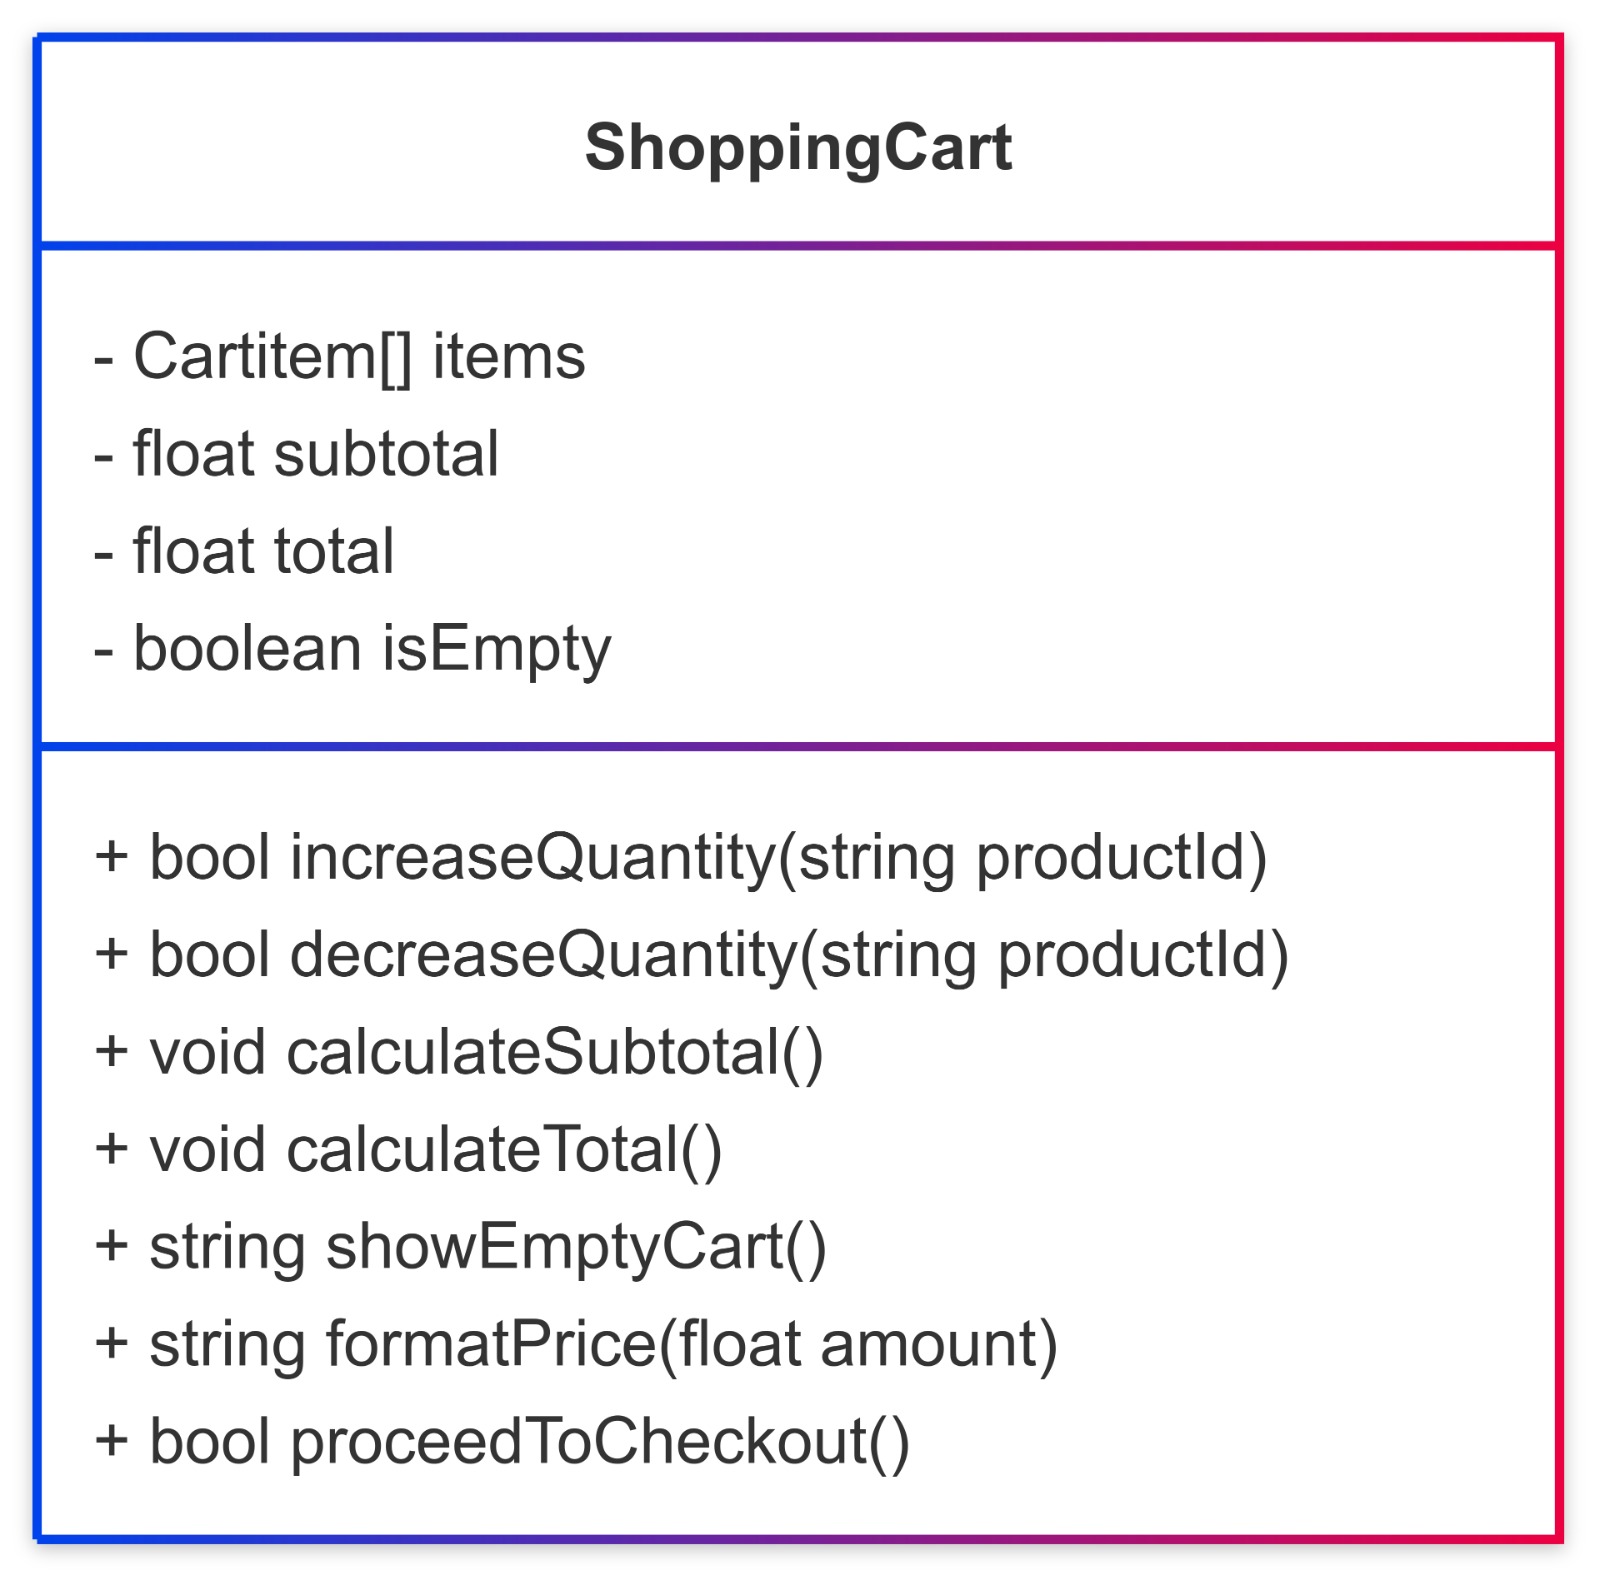 ShoppingCart
- Cartitem[] items
- float subtotal
- float total
- boolean isEmpty
+ bool increaseQuantity(string productId)
+ bool decreaseQuantity(string productId)
+ void calculateSubtotal()
+ void calculateTotal()
+ string showEmptyCart()
+ string formatPrice(float amount)
+ bool proceedToCheckout()